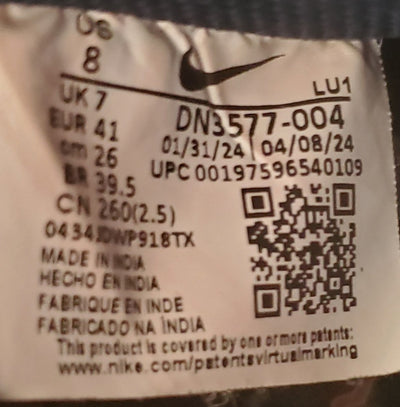 US
8
LU1
UK 7
DN3577-004
EUR 41
01/31/24 04/08/24
cm 26
UPC 00197596540109
BR 39.5
CN 260(2.5)
0434JDWP918TX
MADE IN INDIA
HECHO EN INDIA
FABRIQUE EN INDE
FABRICADO NA ÍNDIA
This product is covered by one or more patents:
www.nike.com/patentsvirtualmarking